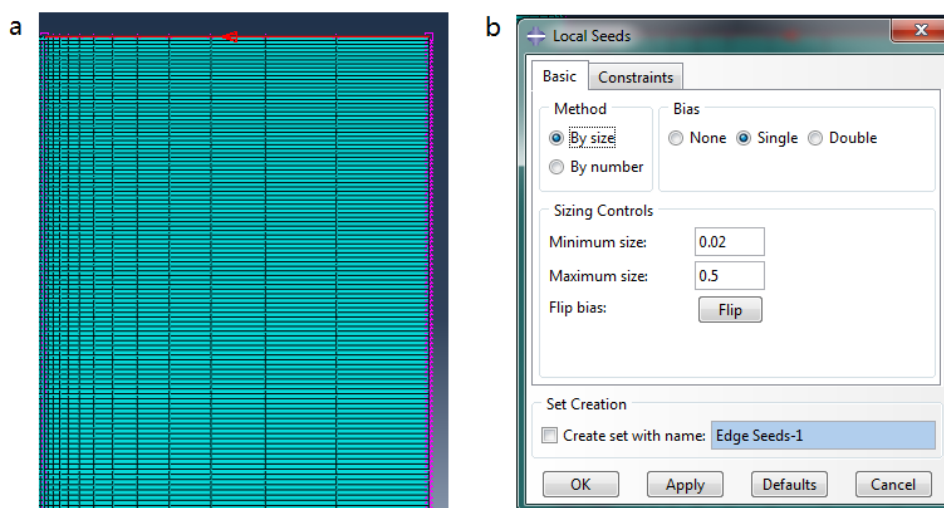 a
b
Local Seeds
Basic Constraints
Method
By size
By number
Bias
None Single Double
Sizing Controls
Minimum size: 0.02
Maximum size: 0.5
Flip bias: Flip
Set Creation
Create set with name: Edge Seeds-1
OK Apply Defaults Cancel